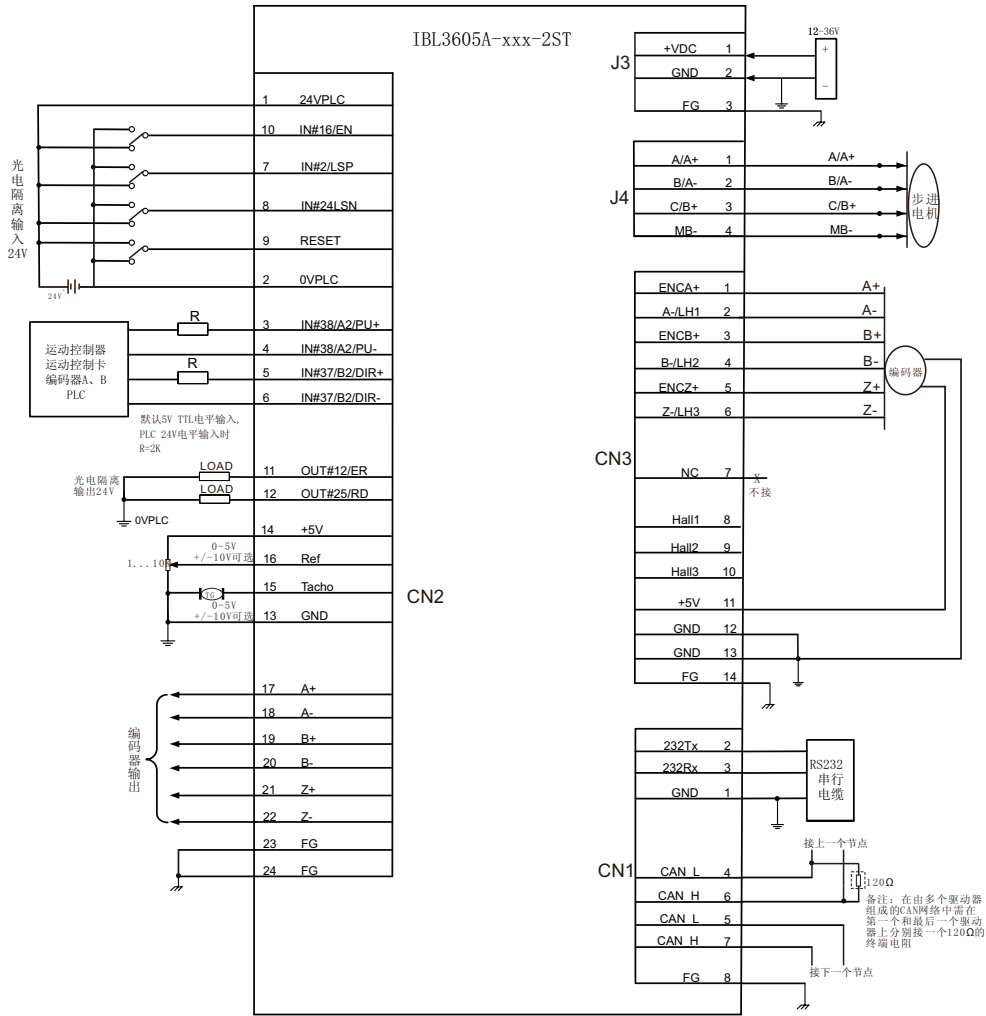 IBL3605A-xxx-2ST
光电隔离输入
24V
1 24VPLC
10 IN#16/EN
7 IN#2/LSP
8 IN#24LSN
9 RESET
2 0VPLC
24V
运动控制器
运动控制卡
编码器A、B
PLC
R
R
3 IN#38/A2/PU+
4 IN#38/A2/PU-
5 IN#37/B2/DIR+
6 IN#37/B2/DIR-
默认5V TTL电平输入,
PLC 24V电平输入时
R=2K
光电隔离
输出24V
LOAD
LOAD
0VPLC
11 OUT#12/ER
12 OUT#25/RD
14 +5V
0-5V
+/-10V可选
16 Ref
15 Tacho
TG
0-5V
+/-10V可选
13 GND
CN2
编码器输出
17 A+
18 A-
19 B+
20 B-
21 Z+
22 Z-
23 FG
24 FG
J3
+VDC 1
GND 2
FG 3
12-36V
+
-
J4
A/A+ 1 A/A+
B/A- 2 B/A-
C/B+ 3 C/B+
MB- 4 MB-
步进
电机
CN3
ENCA+ 1 A+
A-/LH1 2 A-
ENCB+ 3 B+
B-/LH2 4 B-
ENCZ+ 5 Z+
Z-/LH3 6 Z-
编码器
NC 7 X
不接
Hall1 8
Hall2 9
Hall3 10
+5V 11
GND 12
GND 13
FG 14
CN1
232Tx 2
232Rx 3
GND 1
RS232
串行
电缆
接上一个节点
CAN L 4
CAN H 6
CAN L 5
CAN H 7
FG 8
120Ω
备注：在由多个驱动器
组成的CAN网络中需在
第一个和最后一个驱动
器上分别接一个120Ω的
终端电阻
接下一个节点